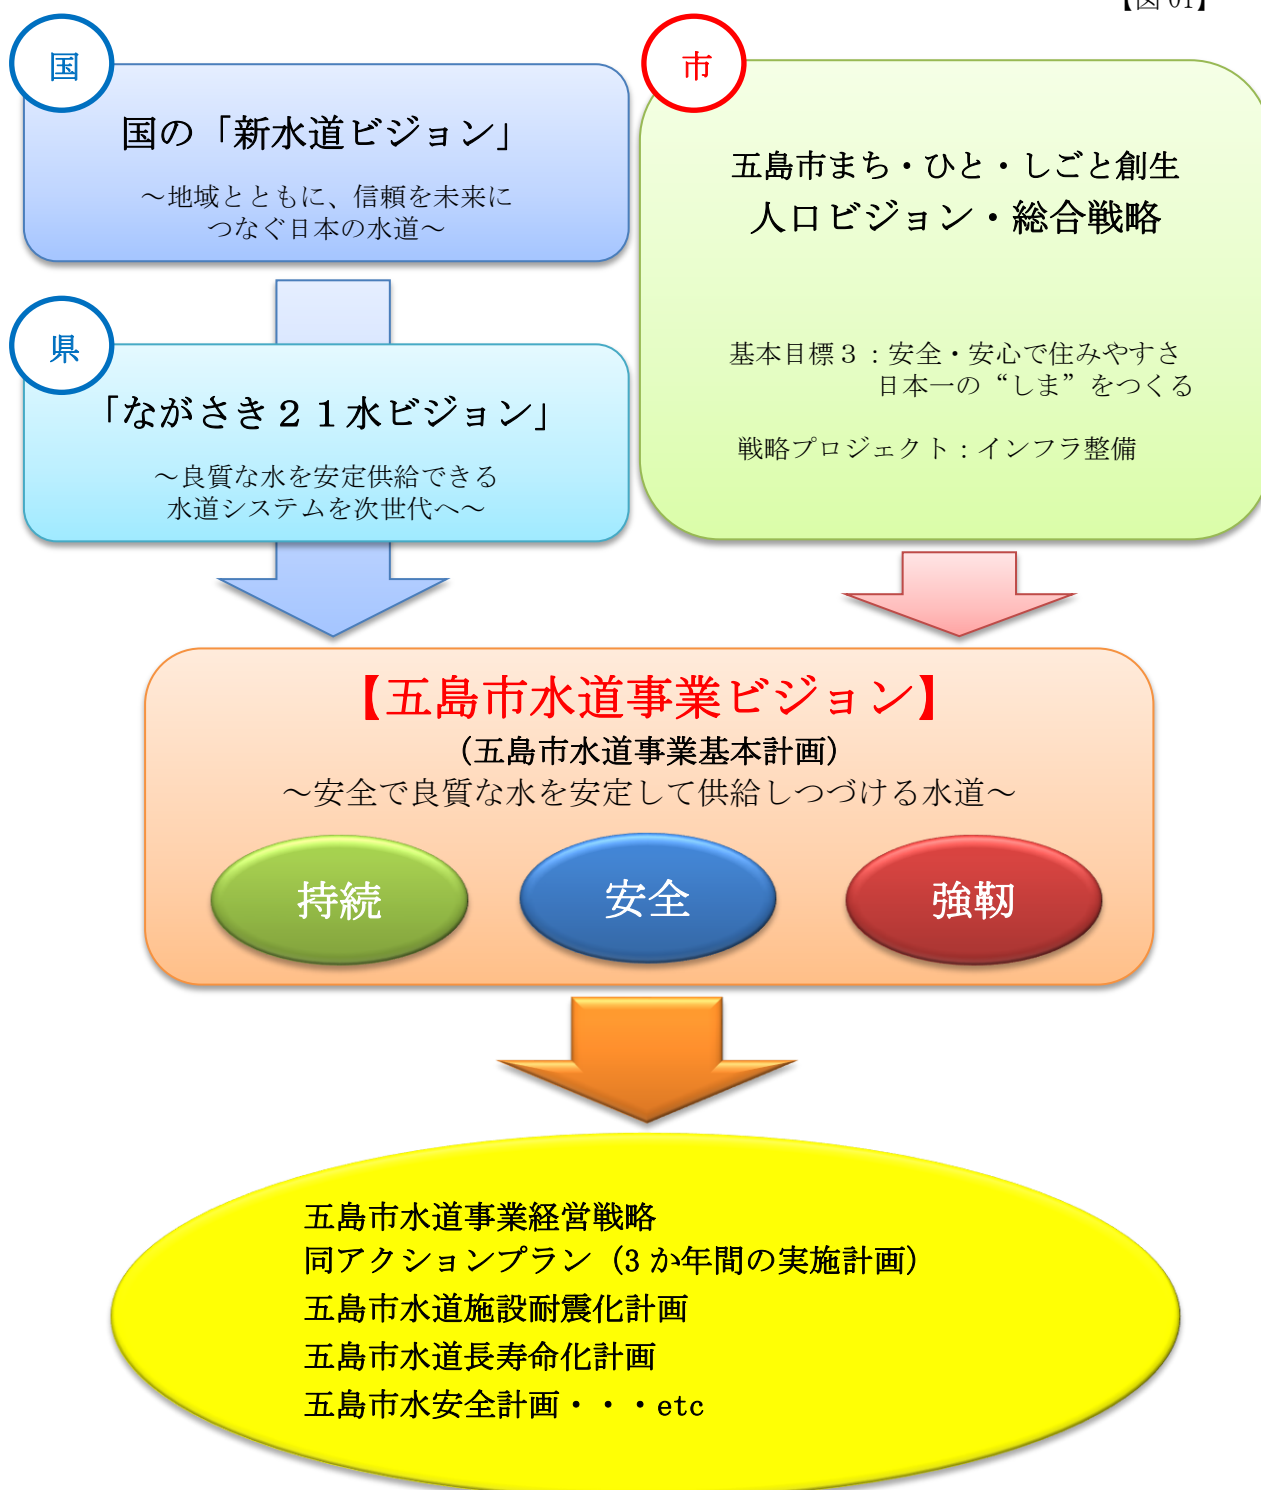 【図 01】
国
国の「新水道ビジョン」
～地域とともに、信頼を未来に
つなぐ日本の水道～
県
「ながさき２１水ビジョン」
～良質な水を安定供給できる
水道システムを次世代へ～
市
五島市まち・ひと・しごと創生
人口ビジョン・総合戦略
基本目標３：安全・安心で住みやすさ
日本一の“しま”をつくる
戦略プロジェクト：インフラ整備
【五島市水道事業ビジョン】
（五島市水道事業基本計画）
～安全で良質な水を安定して供給しつづける水道～
持続
安全
強靭
五島市水道事業経営戦略
同アクションプラン（3 か年間の実施計画）
五島市水道施設耐震化計画
五島市水道長寿命化計画
五島市水安全計画・・・etc